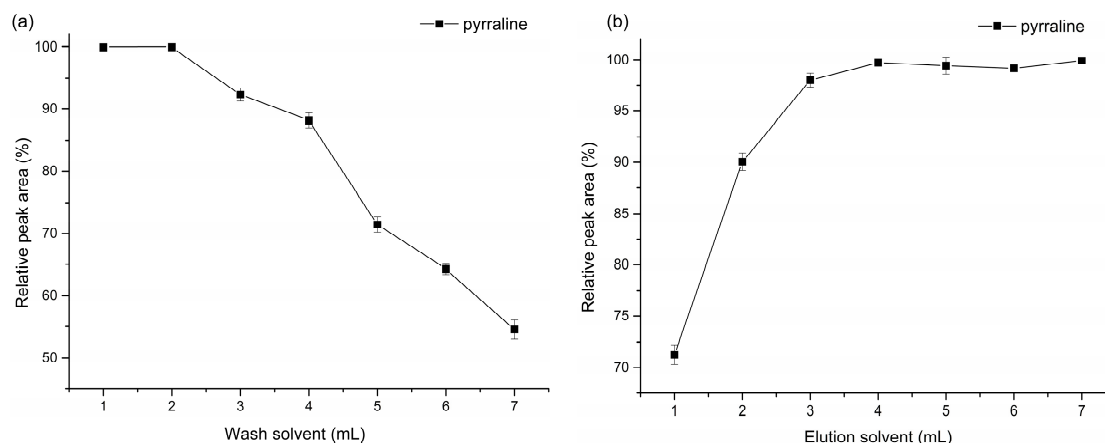 (a)
pyrraline
Relative peak area (%)
100
90
80
70
60
50
1 2 3 4 5 6 7
Wash solvent (mL)
(b)
pyrraline
Relative peak area (%)
100
95
90
85
80
75
70
1 2 3 4 5 6 7
Elution solvent (mL)